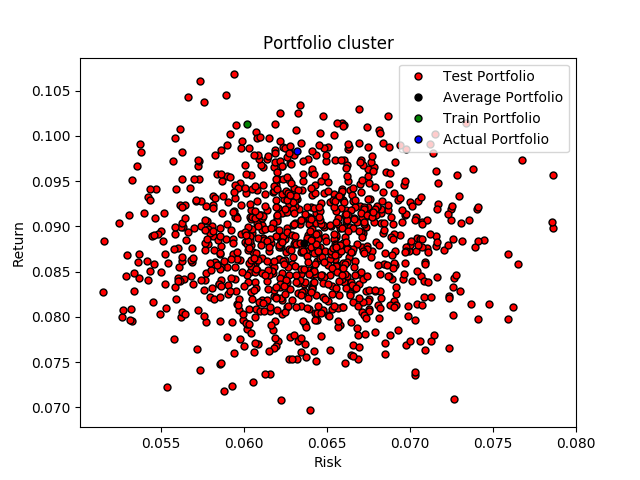 Portfolio cluster
Test Portfolio
Average Portfolio
Train Portfolio
Actual Portfolio
Return
0.105
0.100
0.095
0.090
0.085
0.080
0.075
0.070
0.055 0.060 0.065 0.070 0.075 0.080
Risk